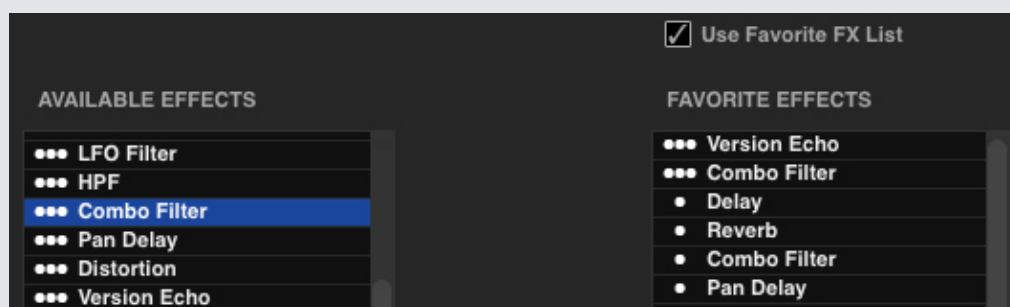 Use Favorite FX List
AVAILABLE EFFECTS
LFO Filter
HPF
Combo Filter
Pan Delay
Distortion
Version Echo
FAVORITE EFFECTS
Version Echo
Combo Filter
Delay
Reverb
Combo Filter
Pan Delay